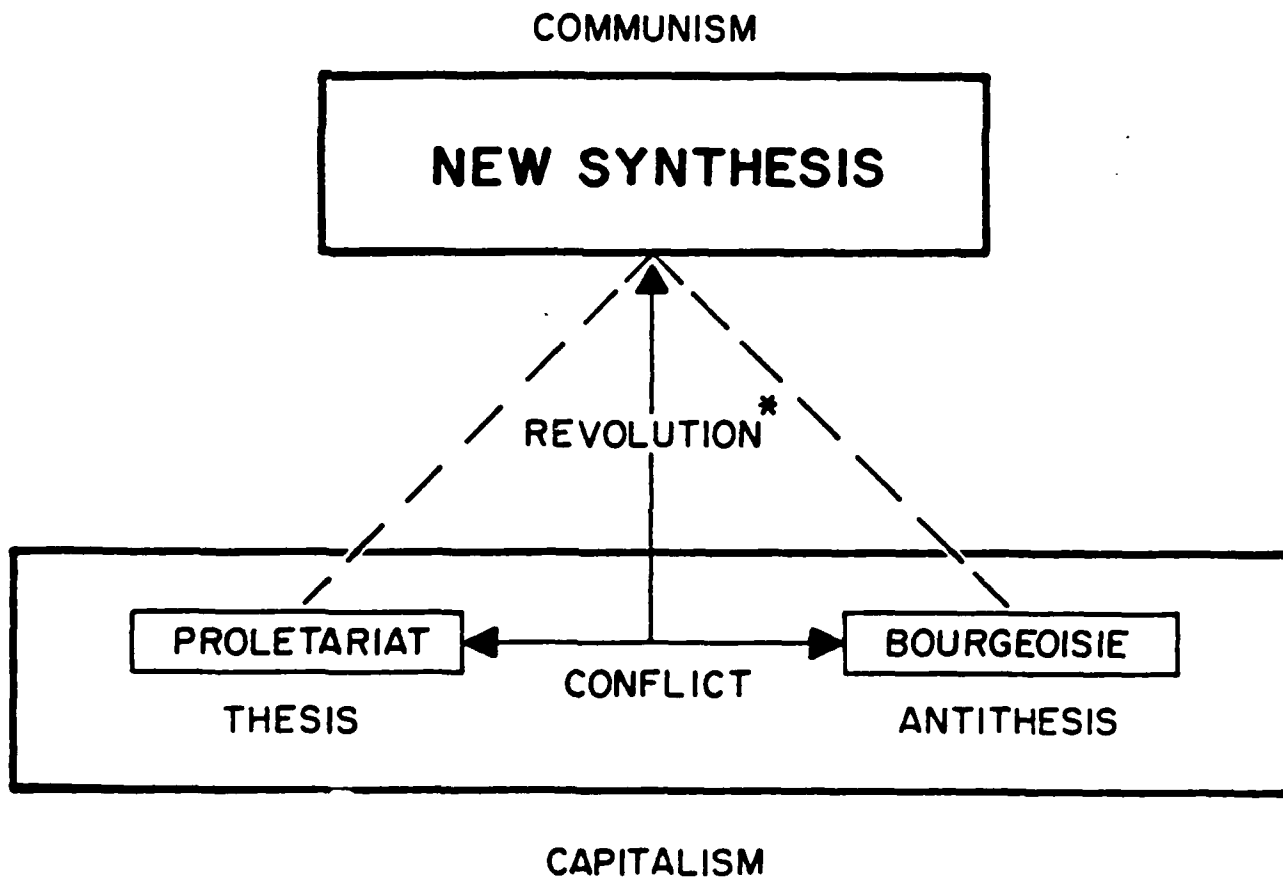 COMMUNISM
NEW SYNTHESIS
REVOLUTION*
PROLETARIAT
BOURGEOISIE
CONFLICT
THESIS
ANTITHESIS
CAPITALISM